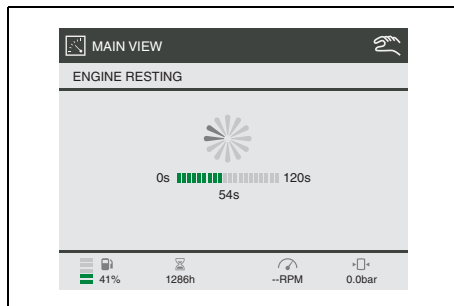 MAIN VIEW
ENGINE RESTING
0s 120s
54s
41% 1286h --RPM 0.0bar